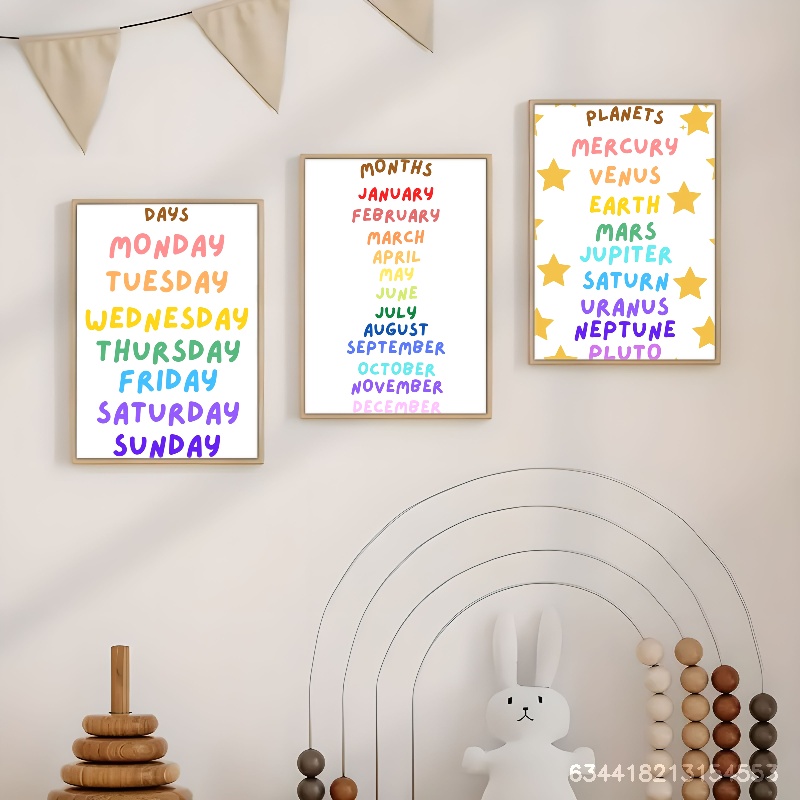 DAYS
MONDAY
TUESDAY
WEDNESDAY
THURSDAY
FRIDAY
SATURDAY
SUNDAY
MONTHS
JANUARY
FEBRUARY
MARCH
APRIL
MAY
JUNE
JULY
AUGUST
SEPTEMBER
OCTOBER
NOVEMBER
DECEMBER
PLANETS
MERCURY
VENUS
EARTH
MARS
JUPITER
SATURN
URANUS
NEPTUNE
PLUTO
634418213154553